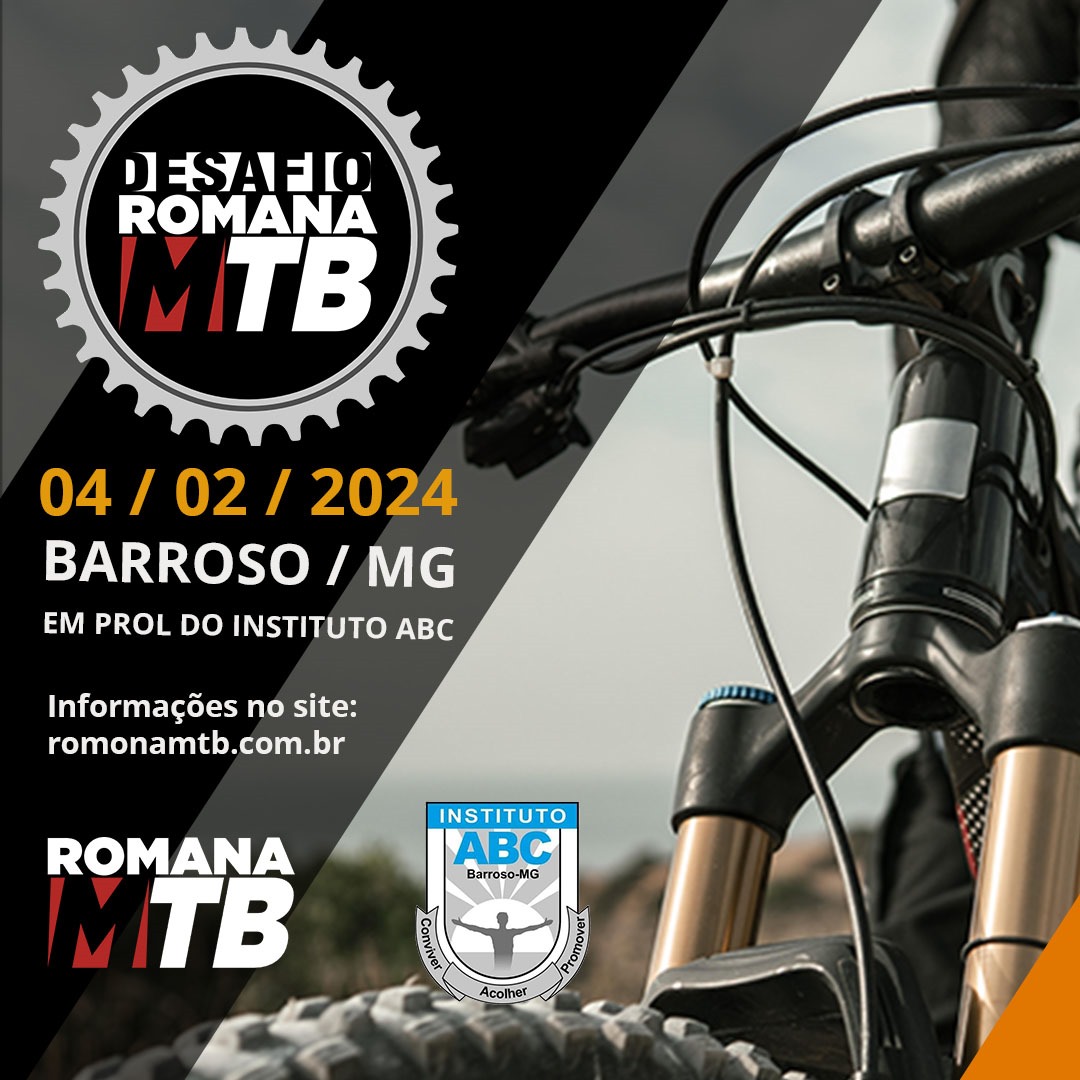 DESAFIO
ROMANA
MTB
04 / 02 / 2024
BARROSO / MG
EM PROL DO INSTITUTO ABC
Informações no site:
romonamtb.com.br
ROMANA
MTB
INSTITUTO
ABC
Barroso-MG
Conviver
Acolher
Promover